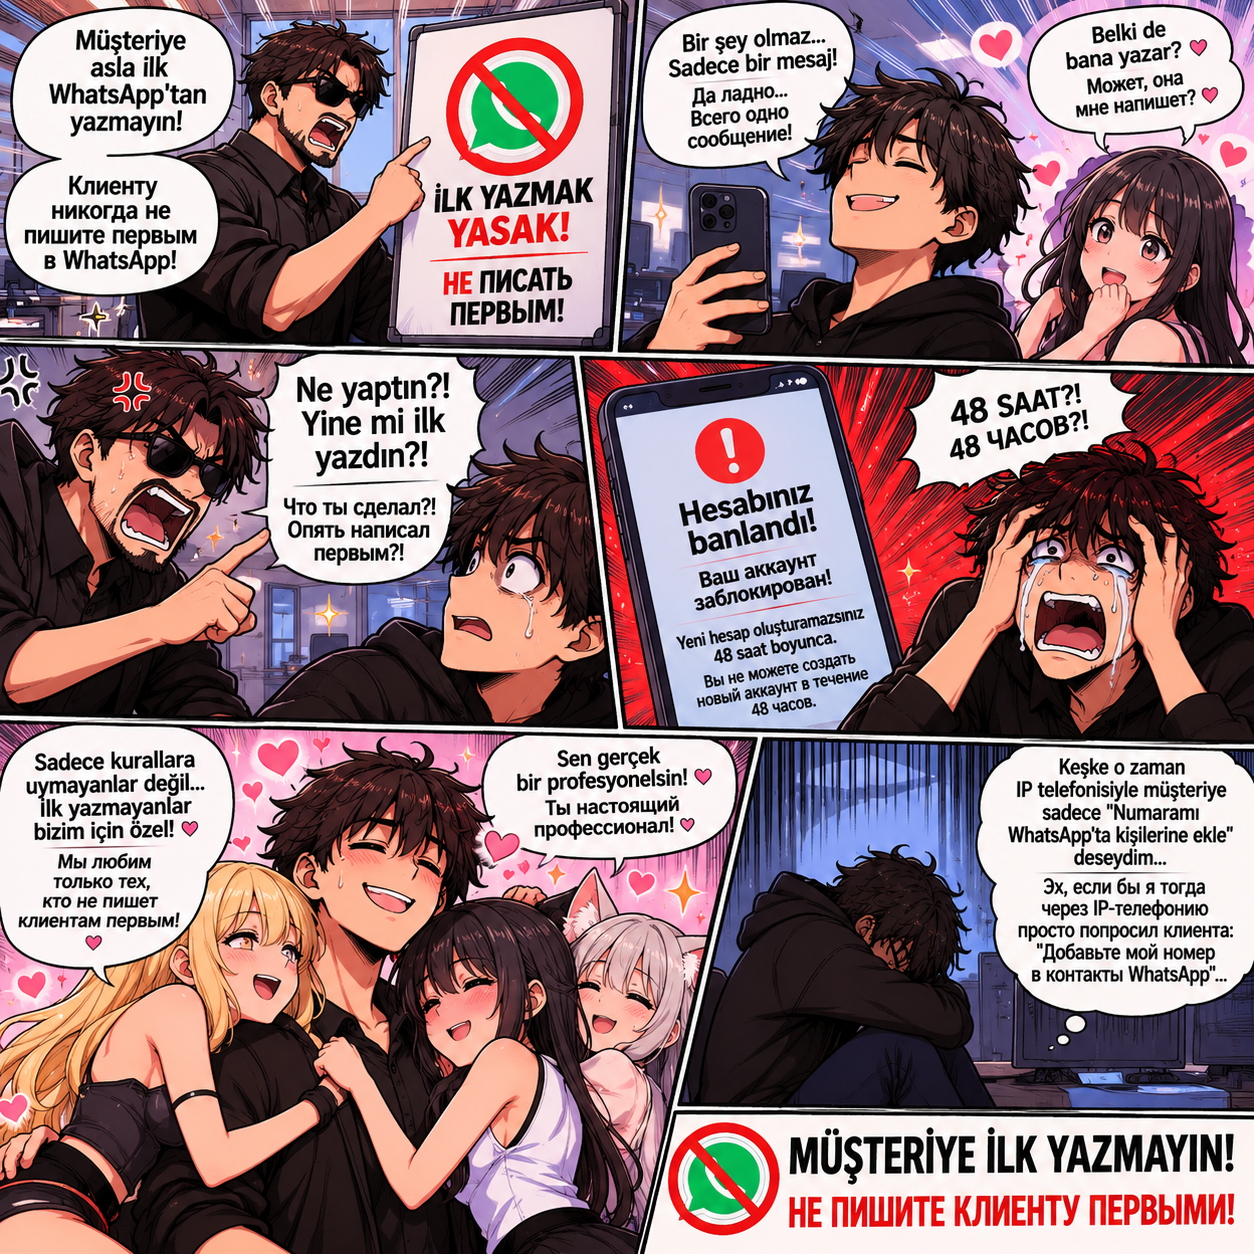 Müşteriye
asla ilk
WhatsApp'tan
yazmayın!
Клиенту
никогда не
пишите первым
в WhatsApp!
İLK YAZMAK
YASAK!
НЕ ПИСАТЬ
ПЕРВЫМ!
Bir şey olmaz...
Sadece bir mesaj!
Да ладно...
Всего одно
сообщение!
Belki de
bana yazar?
Может, она
мне напишет?
Ne yaptın?!
Yine mi ilk
yazdın?!
Что ты сделал?!
Опять написал
первым?!
Hesabınız
banlandı!
Ваш аккаунт
заблокирован!
Yeni hesap oluşturamazsınız
48 saat boyunca.
Вы не можете создать
новый аккаунт в течение
48 часов.
48 SAAT?!
48 ЧАСОВ?!
Sadece kurallara
uymayanlar değil...
İlk yazmayanlar
bizim için özel!
Мы любим
только тех,
кто не пишет
клиентам первым!
Sen gerçek
bir profesyonelsin!
Ты настоящий
профессионал!
Keşke o zaman
IP telefonisiyle müşteriye
sadece "Numaramı
WhatsApp'ta kişilerine ekle"
deseydim...
Эх, если бы я тогда
через IP-телефонию
просто попросил клиента:
"Добавьте мой номер
в контакты WhatsApp"...
MÜŞTERİYE İLK YAZMAYIN!
НЕ ПИШИТЕ КЛИЕНТУ ПЕРВЫМИ!